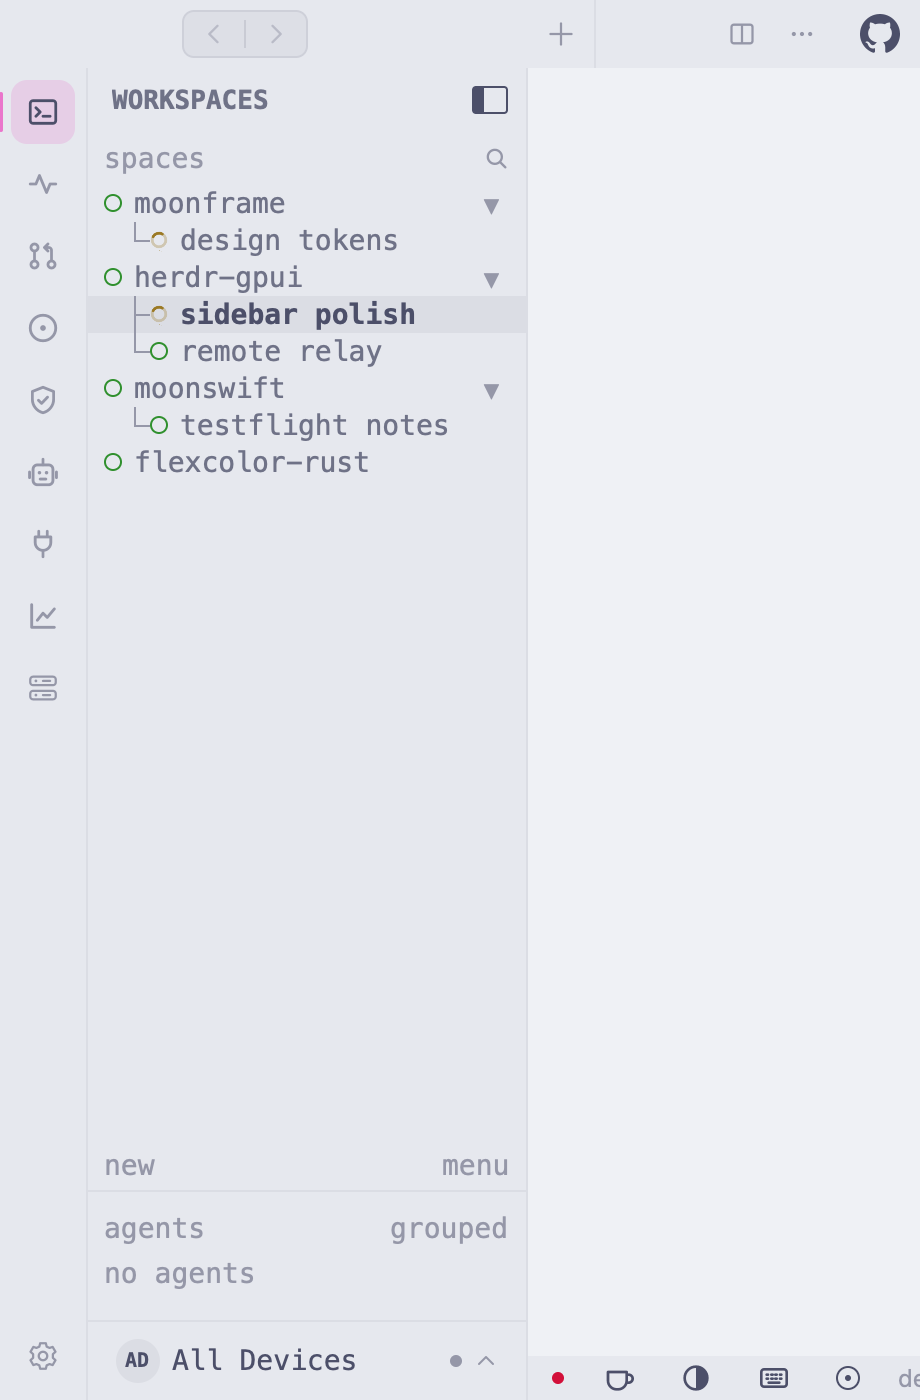 WORKSPACES
spaces
moonframe
design tokens
herdr-gpui
sidebar polish
remote relay
moonswift
testflight notes
flexcolor-rust
new menu
agents grouped
no agents
AD All Devices